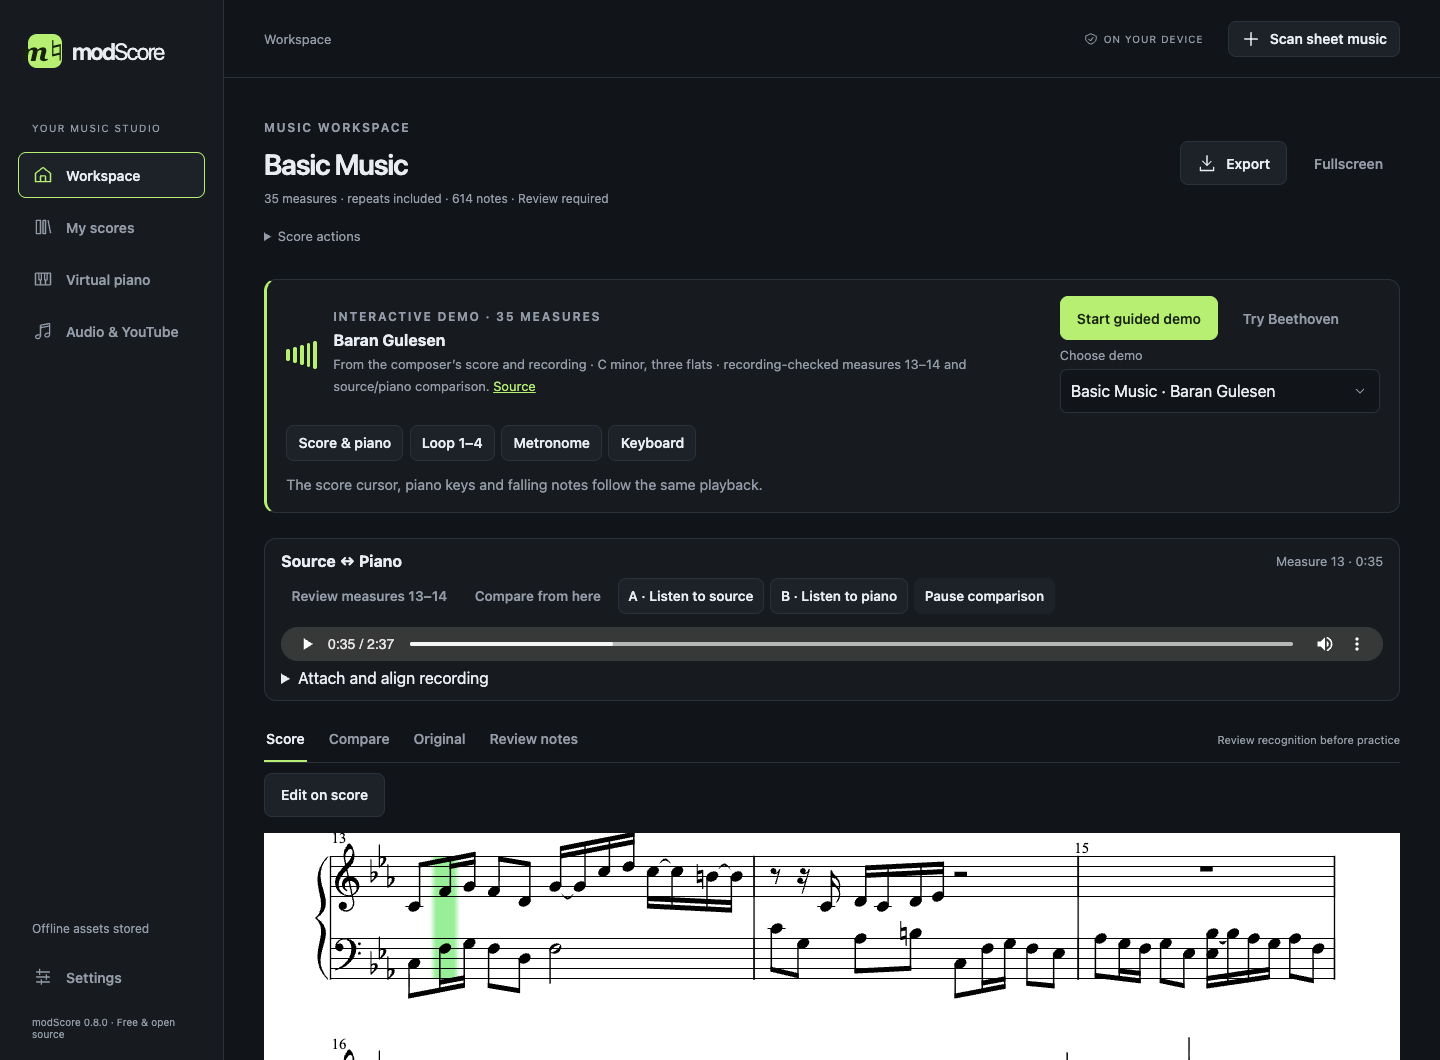 modScore
YOUR MUSIC STUDIO
Workspace
My scores
Virtual piano
Audio & YouTube
Offline assets stored
Settings
modScore 0.8.0 · Free & open
source
Workspace
ON YOUR DEVICE
Scan sheet music
MUSIC WORKSPACE
Basic Music
35 measures · repeats included · 614 notes · Review required
Export
Fullscreen
▶ Score actions
INTERACTIVE DEMO · 35 MEASURES
Baran Gulesen
From the composer's score and recording · C minor, three flats · recording-checked measures 13–14 and
source/piano comparison. Source
Start guided demo
Try Beethoven
Choose demo
Basic Music · Baran Gulesen
Score & piano
Loop 1–4
Metronome
Keyboard
The score cursor, piano keys and falling notes follow the same playback.
Source ↔ Piano
Measure 13 · 0:35
Review measures 13–14
Compare from here
A · Listen to source
B · Listen to piano
Pause comparison
0:35 / 2:37
▶ Attach and align recording
Score
Compare
Original
Review notes
Review recognition before practice
Edit on score
13
15
16